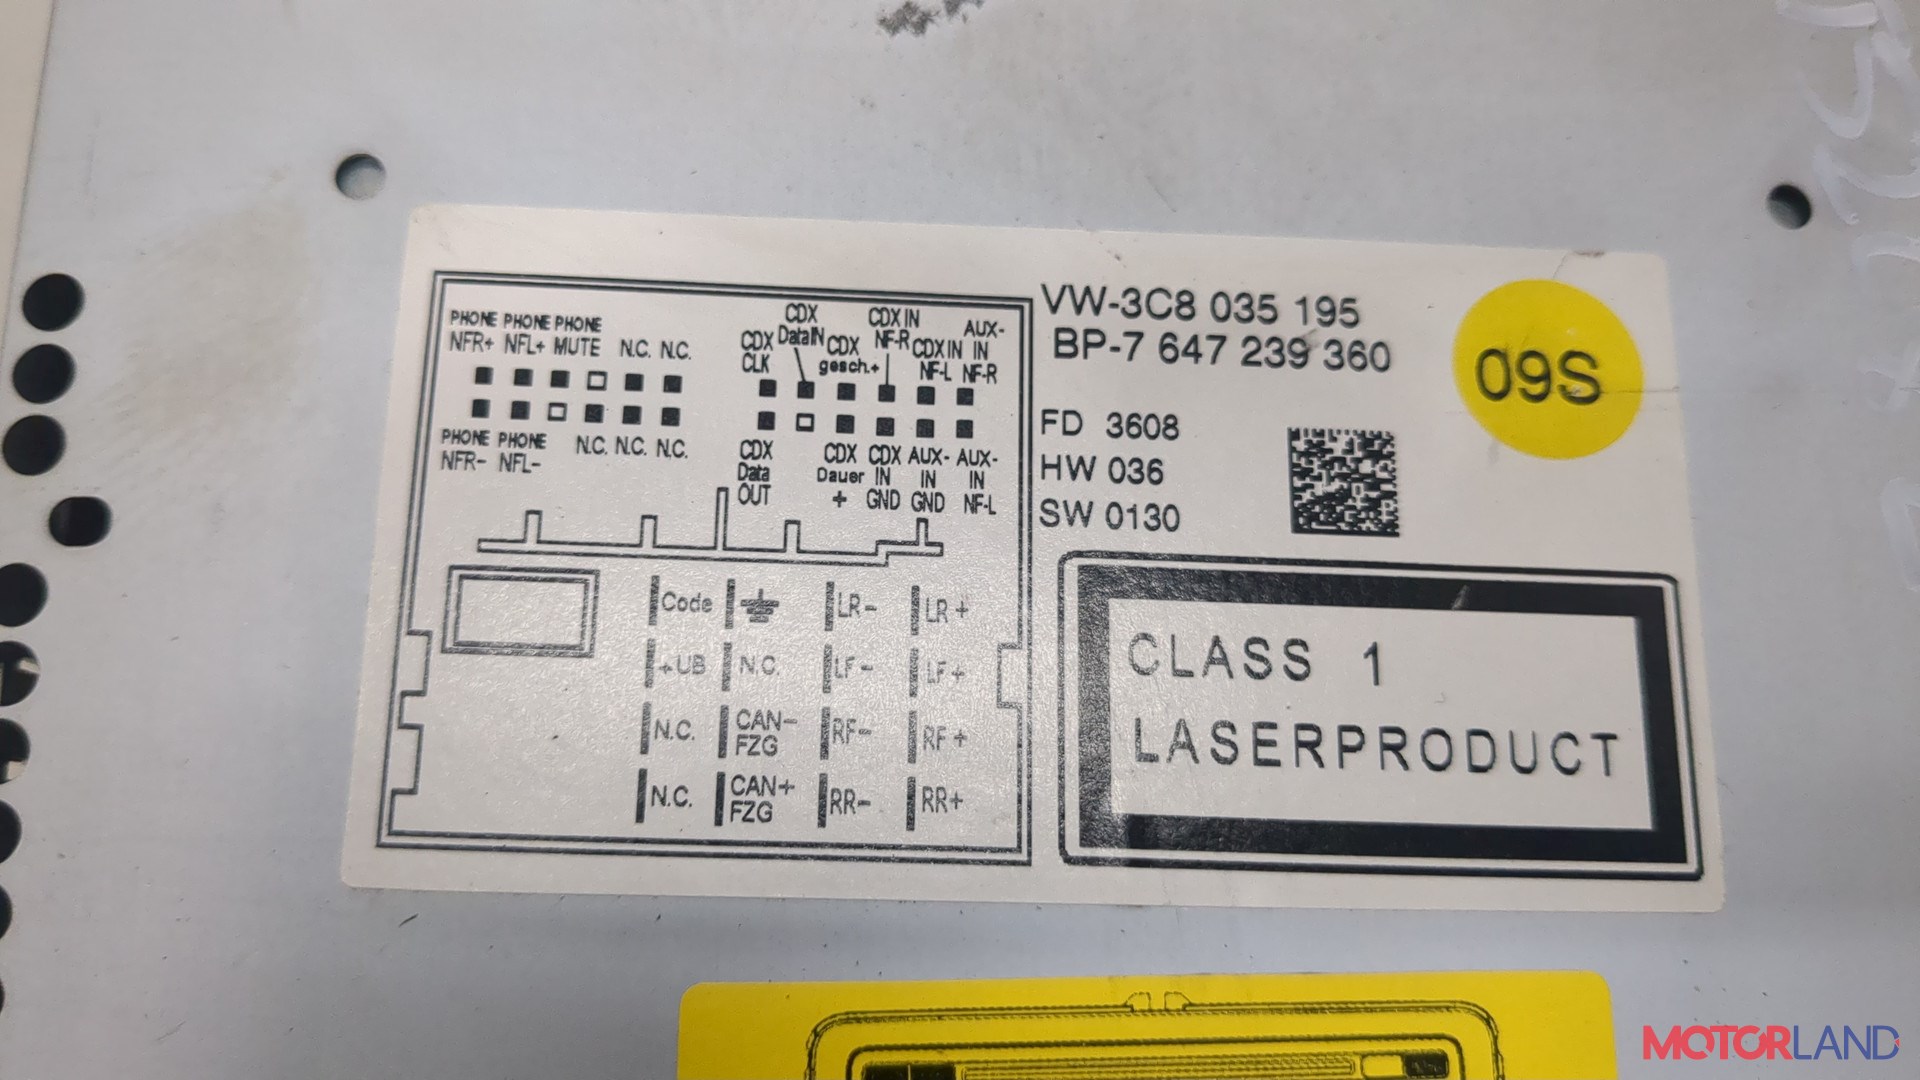 PHONE PHONE PHONE
NFR+ NFL+ MUTE N.C. N.C.
PHONE PHONE N.C. N.C. N.C.
NFR- NFL-
CDX CLK
CDX DataIN
CDX gesch.+
CDX IN NF-R
CDX IN NF-L
AUX-IN NF-R
CDX Data OUT
CDX Dauer +
CDX IN GND
AUX-IN GND
AUX-IN NF-L
Code LR- LR+
+UB N.C. LF- LF+
N.C. CAN- FZG RF- RF+
N.C. CAN+ FZG RR- RR+
VW-3C8 035 195
BP-7 647 239 360
09S
FD 3608
HW 036
SW 0130
CLASS 1
LASERPRODUCT
MOTORLAND